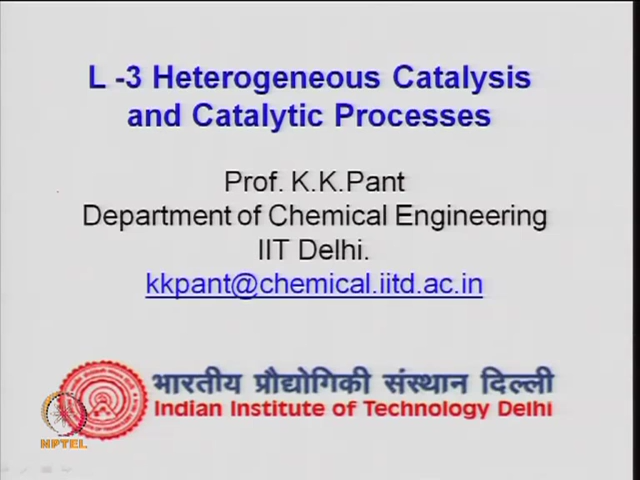 L -3 Heterogeneous Catalysis
and Catalytic Processes
Prof. K.K.Pant
Department of Chemical Engineering
IIT Delhi.
kkpant@chemical.iitd.ac.in
भारतीय प्रौद्योगिकी संस्थान दिल्ली
Indian Institute of Technology Delhi
NPTEL